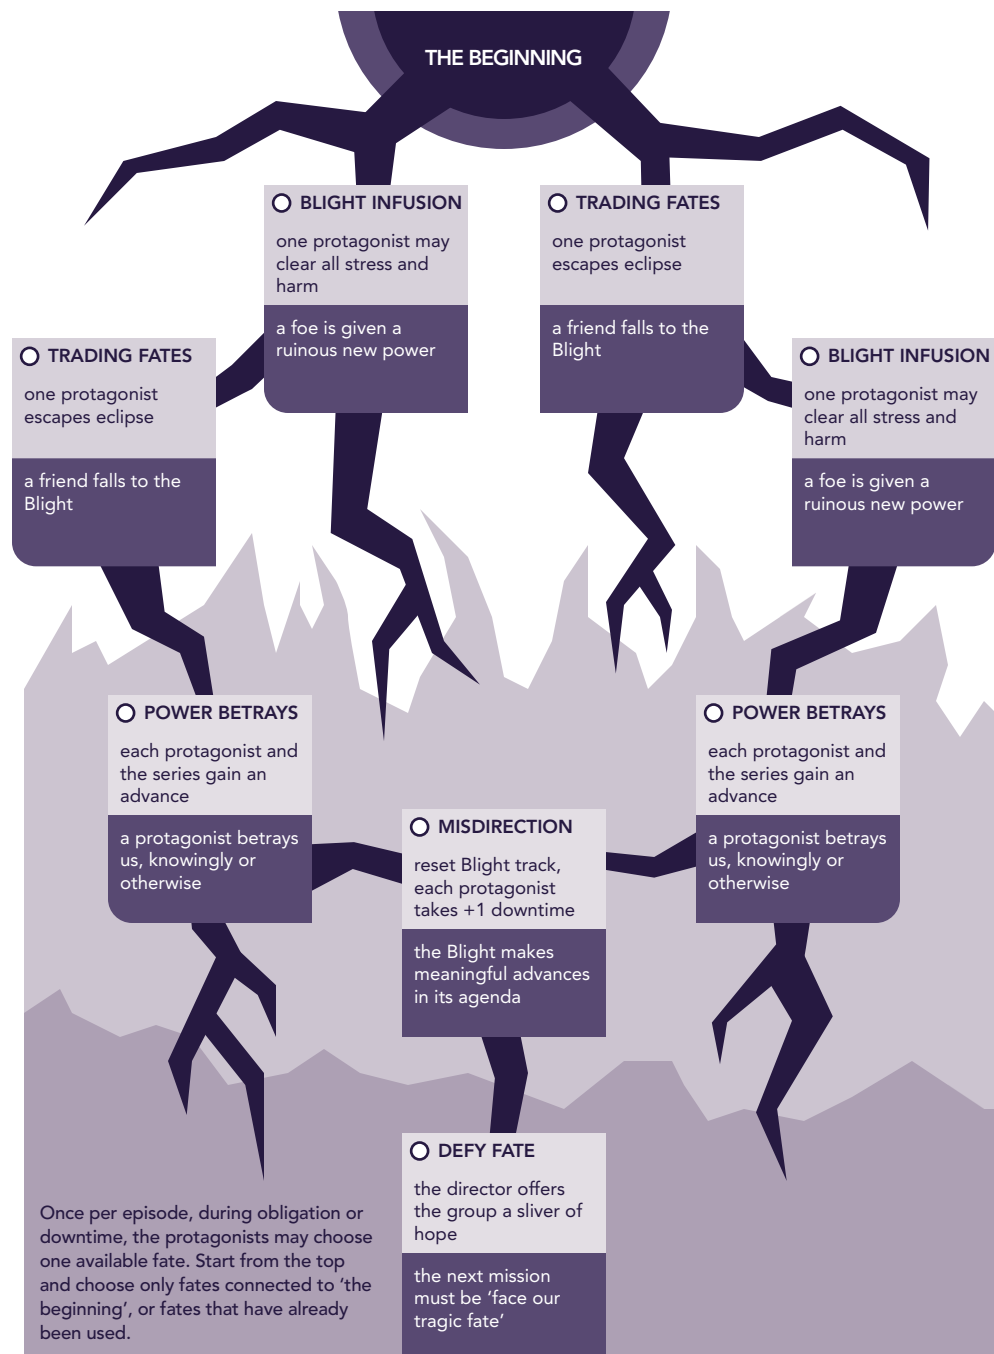 THE BEGINNING
BLIGHT INFUSION
one protagonist may
clear all stress and
harm
a foe is given a
ruinous new power
TRADING FATES
one protagonist
escapes eclipse
a friend falls to the
Blight
TRADING FATES
one protagonist
escapes eclipse
a friend falls to the
Blight
BLIGHT INFUSION
one protagonist may
clear all stress and
harm
a foe is given a
ruinous new power
POWER BETRAYS
each protagonist and
the series gain an
advance
a protagonist betrays
us, knowingly or
otherwise
POWER BETRAYS
each protagonist and
the series gain an
advance
a protagonist betrays
us, knowingly or
otherwise
MISDIRECTION
reset Blight track,
each protagonist
takes +1 downtime
the Blight makes
meaningful advances
in its agenda
DEFY FATE
the director offers
the group a sliver of
hope
the next mission
must be ‘face our
tragic fate’
Once per episode, during obligation or
downtime, the protagonists may choose
one available fate. Start from the top
and choose only fates connected to ‘the
beginning’, or fates that have already
been used.